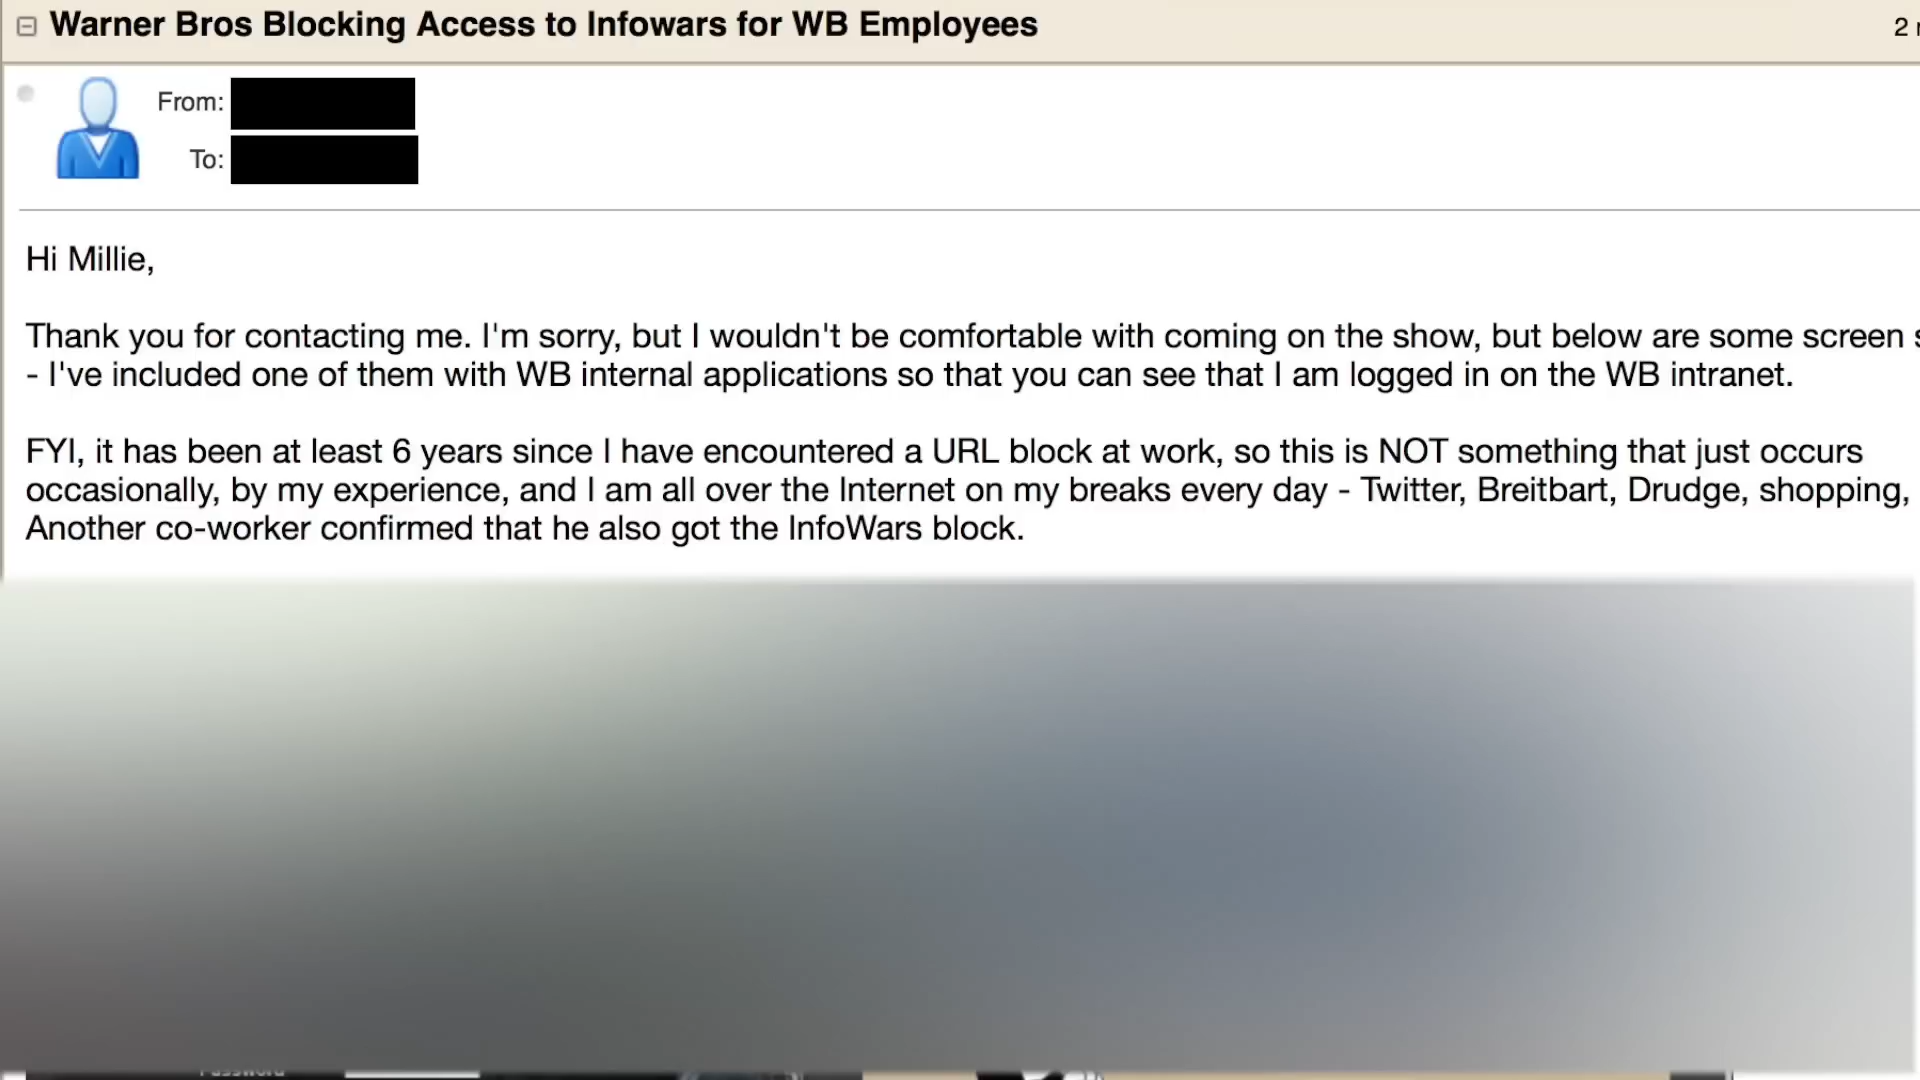 Warner Bros Blocking Access to Infowars for WB Employees
2
From:
To:
Hi Millie,
Thank you for contacting me. I'm sorry, but I wouldn't be comfortable with coming on the show, but below are some screen
- I've included one of them with WB internal applications so that you can see that I am logged in on the WB intranet.
FYI, it has been at least 6 years since I have encountered a URL block at work, so this is NOT something that just occurs
occasionally, by my experience, and I am all over the Internet on my breaks every day - Twitter, Breitbart, Drudge, shopping,
Another co-worker confirmed that he also got the InfoWars block.
Password